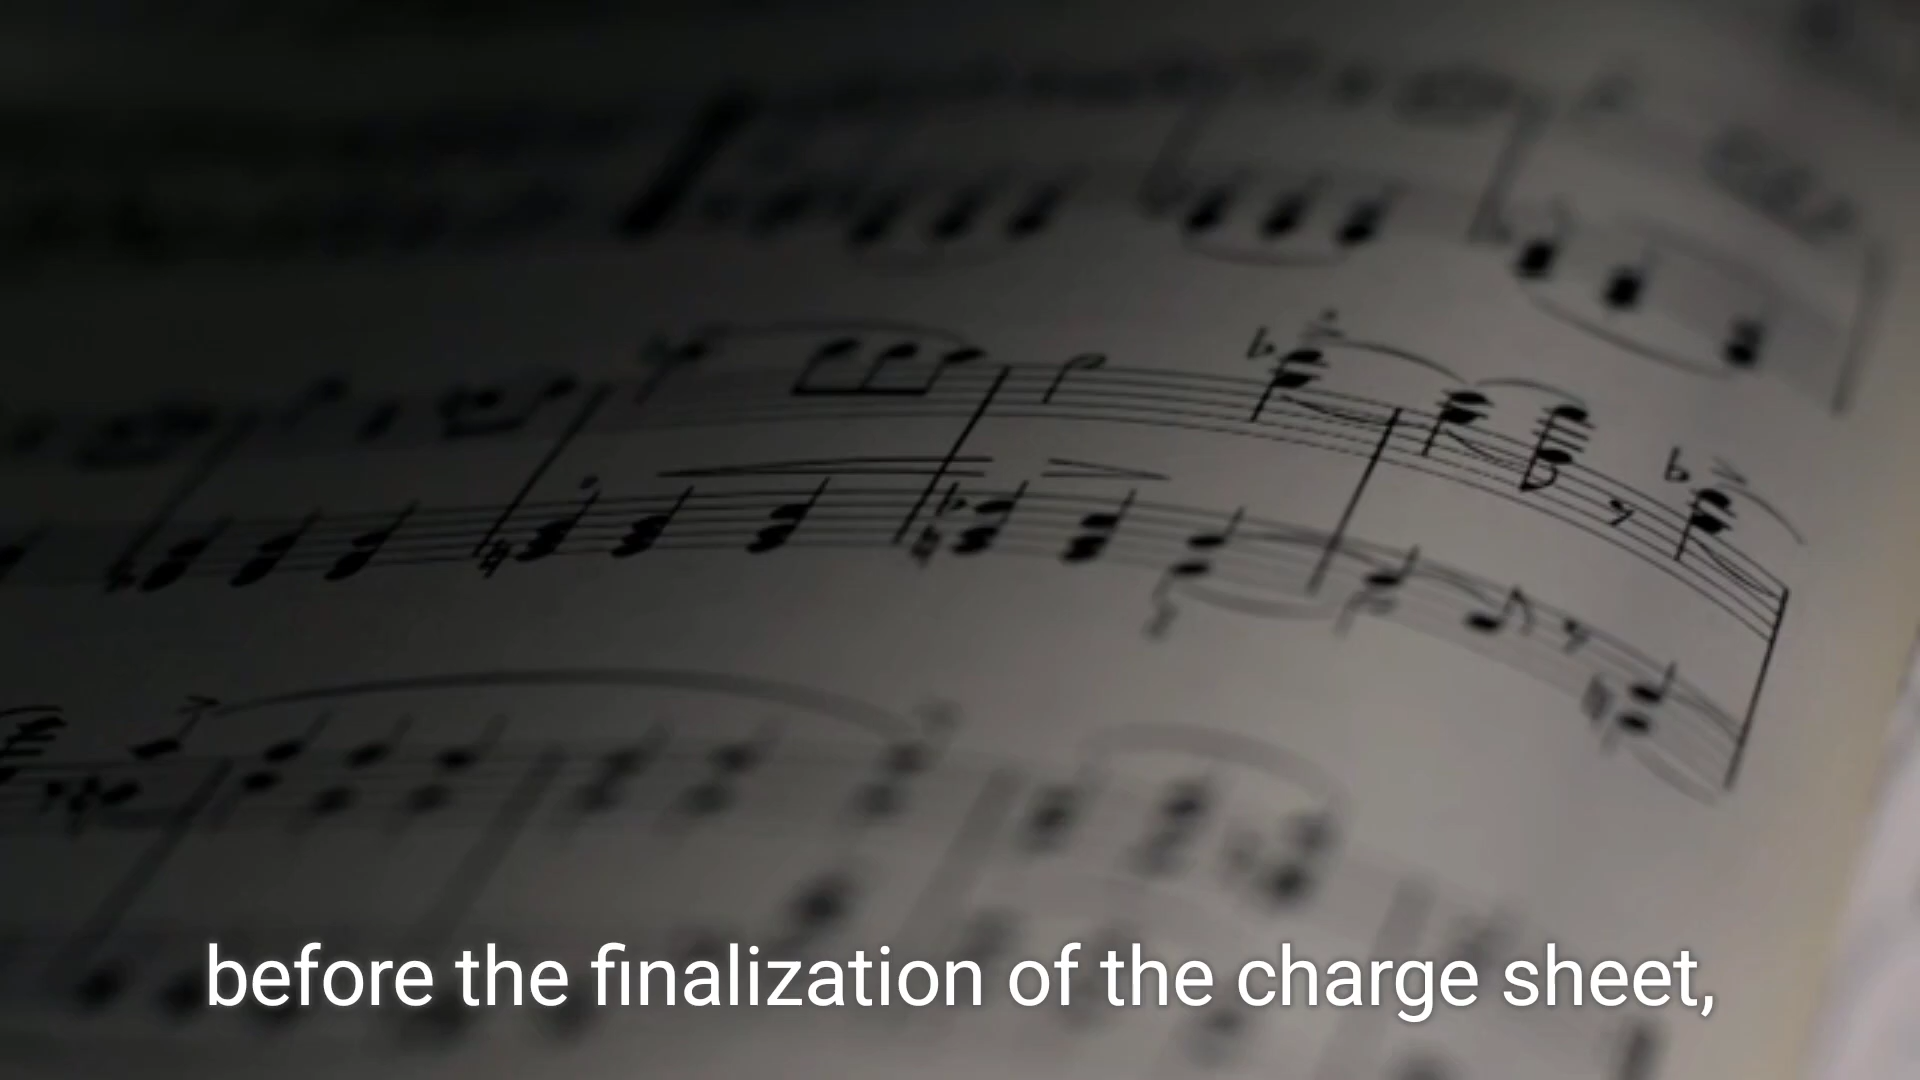 before the finalization of the charge sheet,